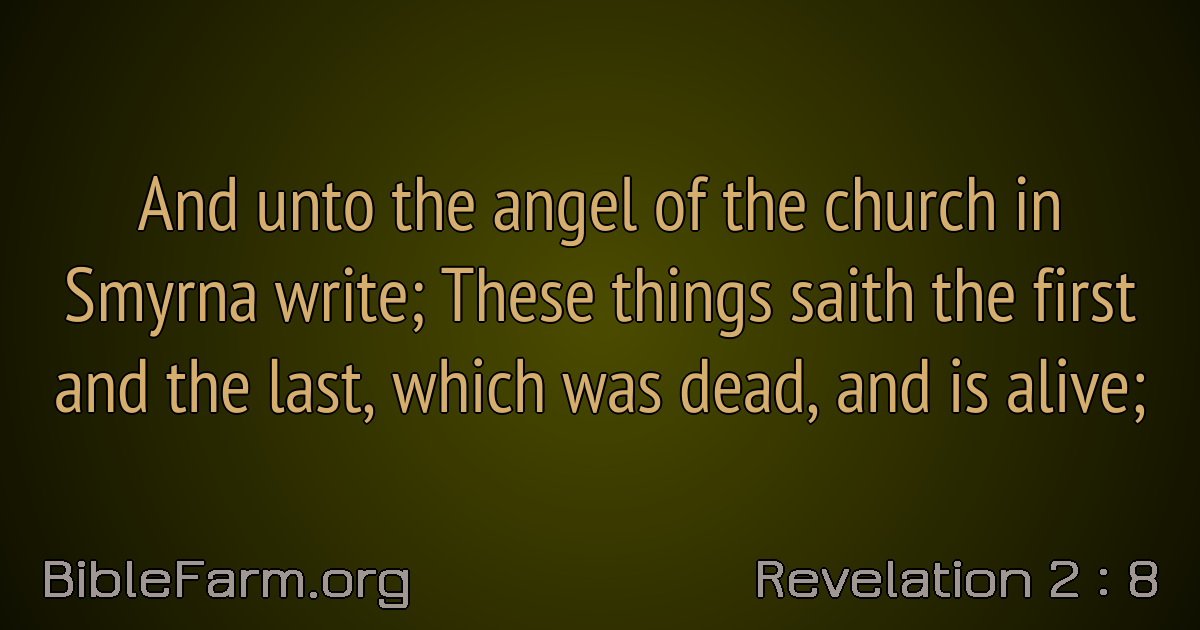 And unto the angel of the church in
Smyrna write; These things saith the first
and the last, which was dead, and is alive;
BibleFarm.org
Revelation 2 : 8